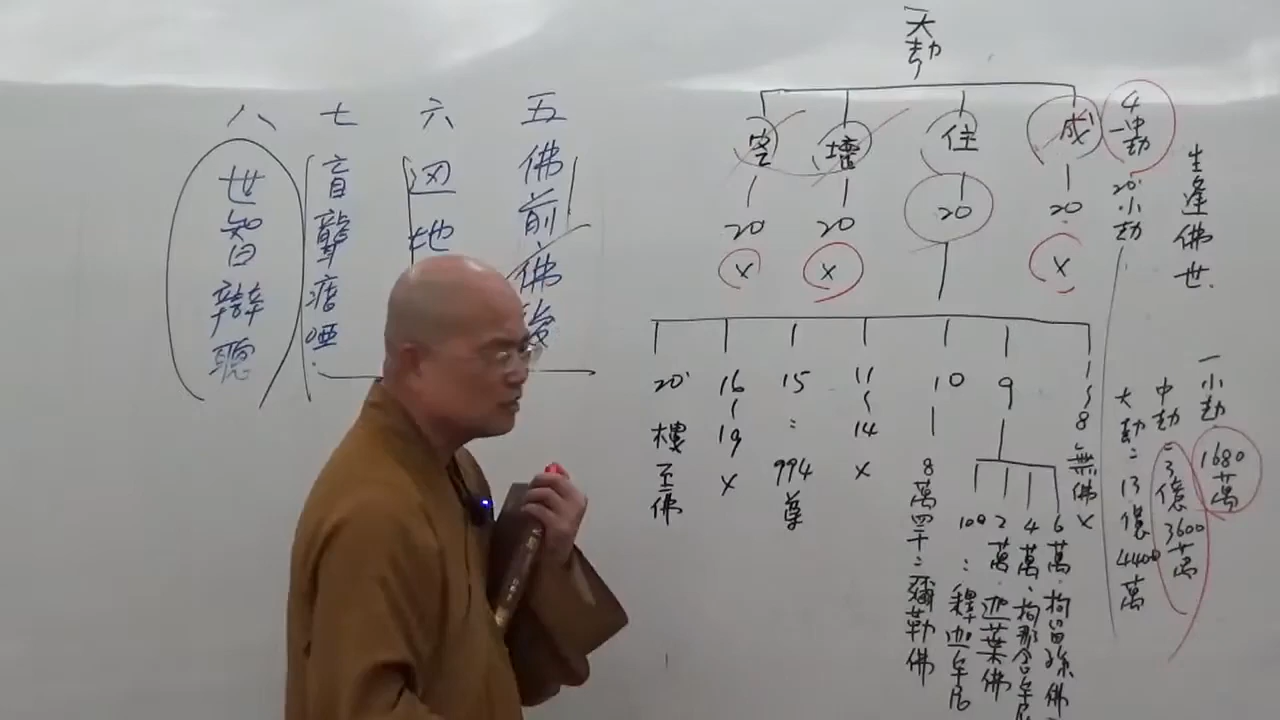 大劫
成
住
壞
空
4中劫
20小劫
20
20
20
20
x
x
x
生逢佛世.
一小劫
1680萬
中劫=3億3600萬
大劫=13億4400萬
1~8無佛x
9
6萬.拘留孫佛
4萬.拘那含牟尼
2萬.迦葉佛
100:釋迦牟尼
10
8萬四千:彌勒佛
11~14
x
15:994尊
16~19
x
20
樓至佛
五 佛前佛後
六 边地
七 盲聾瘖啞.
八 世智辯聰